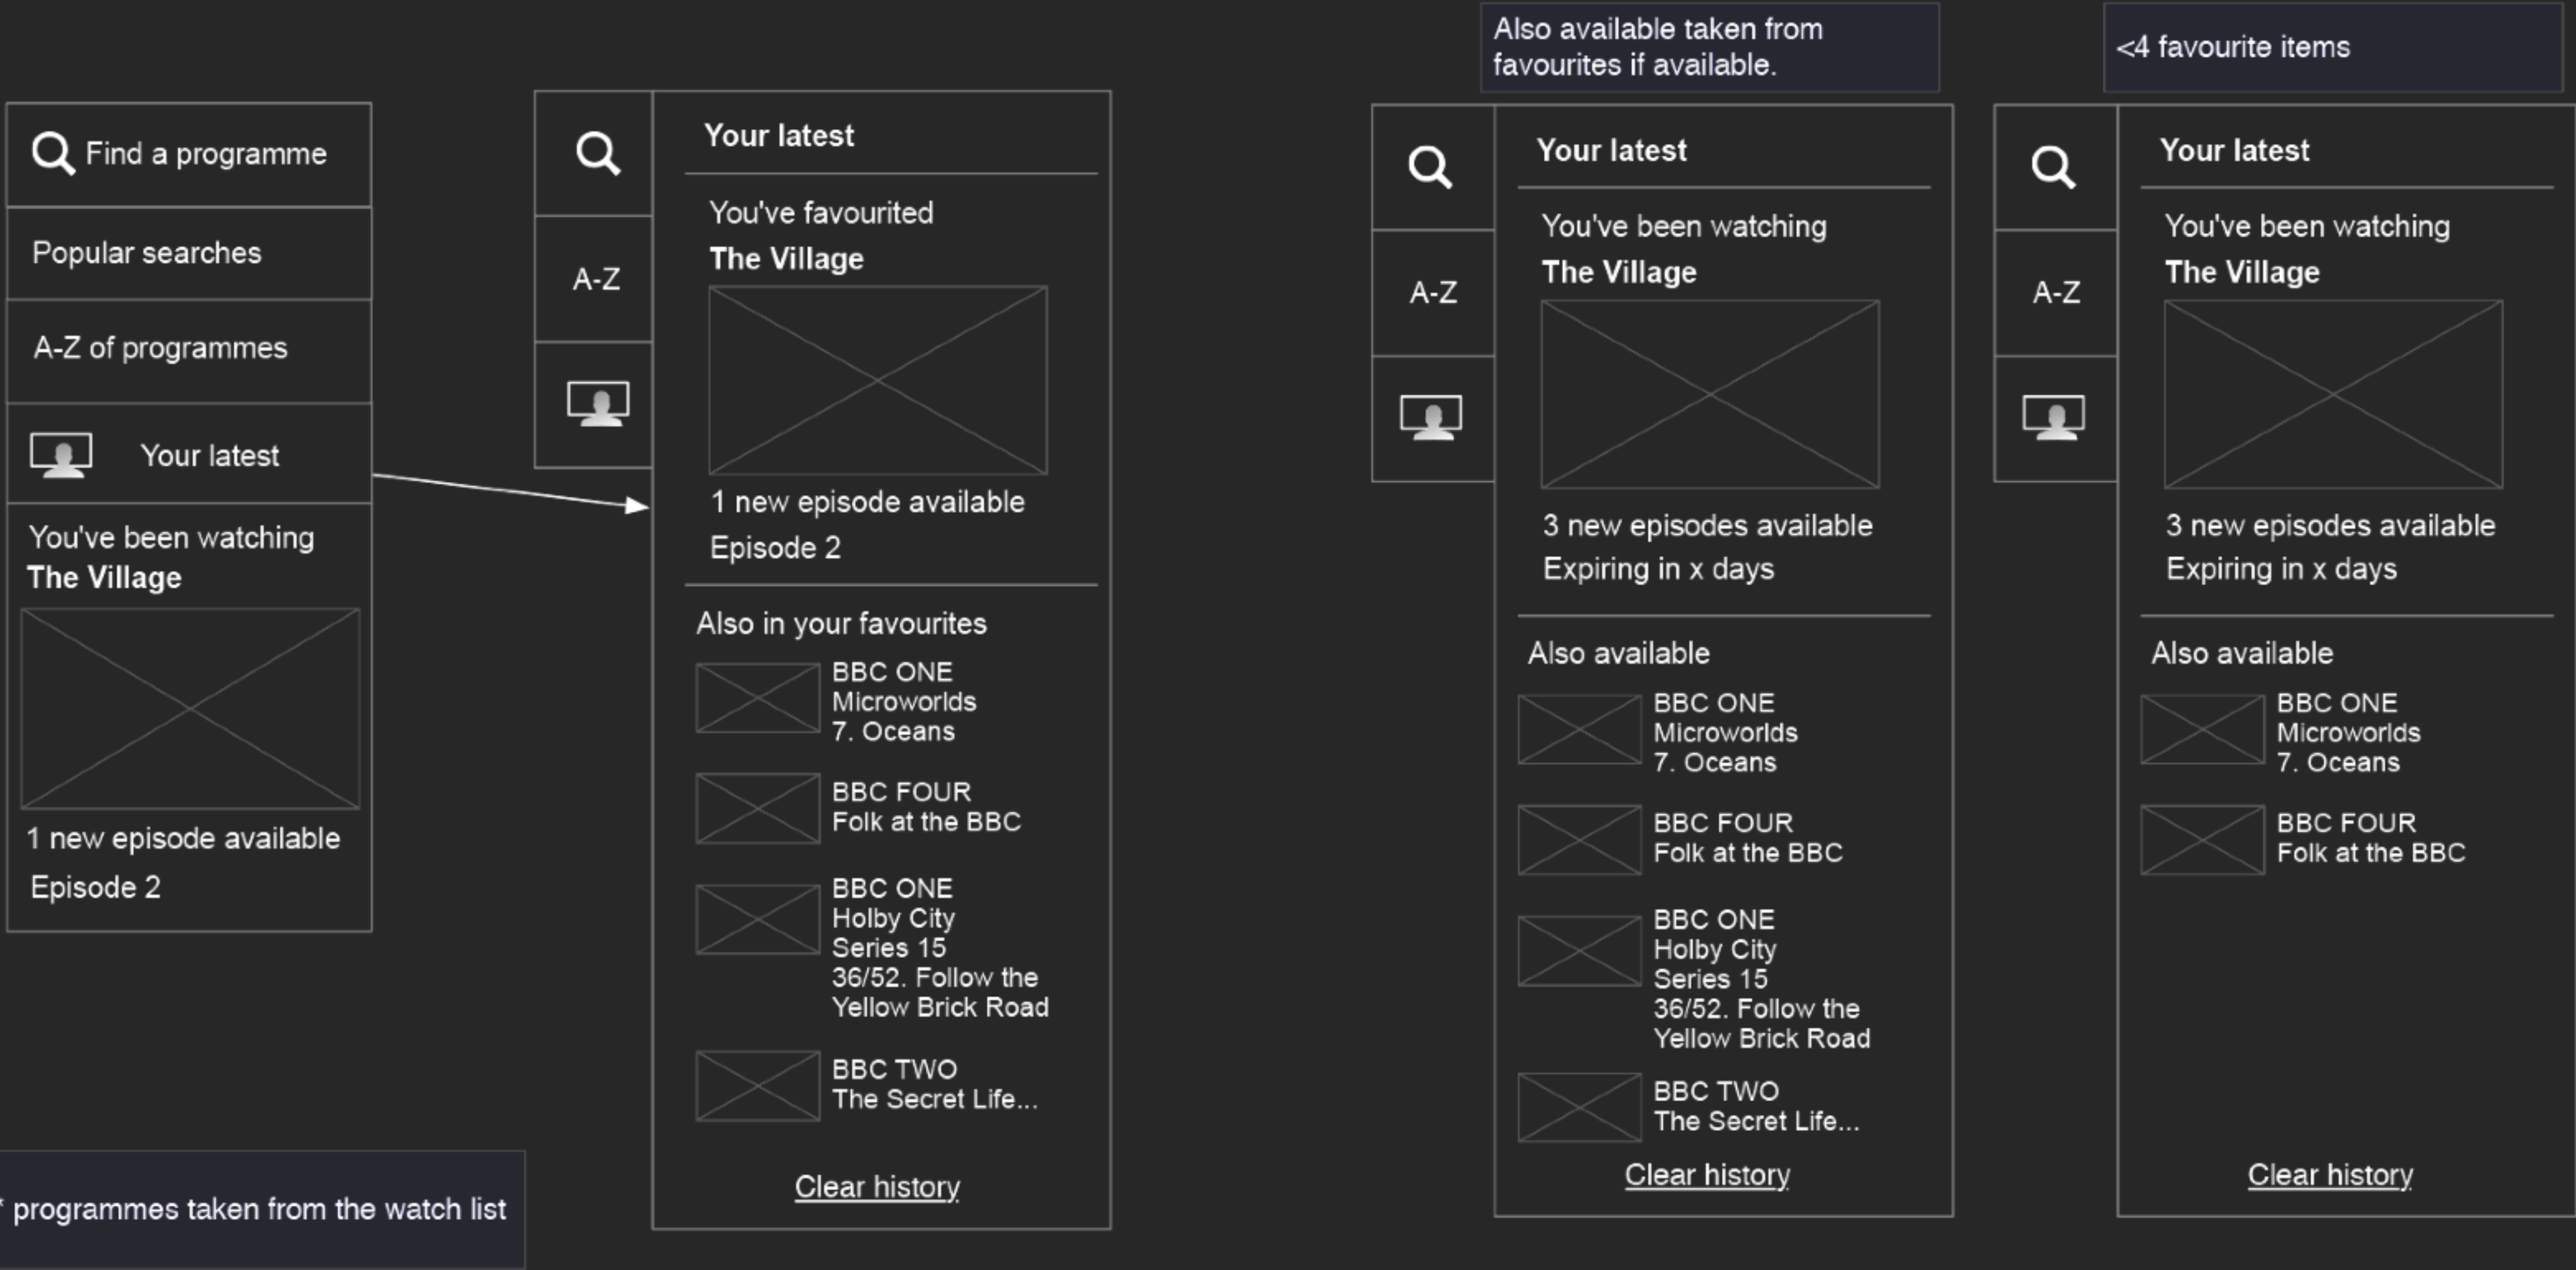 Find a programme
Popular searches
A-Z of programmes
Your latest
You've been watching
The Village
1 new episode available
Episode 2
* programmes taken from the watch list
A-Z
Your latest
You've favourited
The Village
1 new episode available
Episode 2
Also in your favourites
BBC ONE
Microworlds
7. Oceans
BBC FOUR
Folk at the BBC
BBC ONE
Holby City
Series 15
36/52. Follow the
Yellow Brick Road
BBC TWO
The Secret Life...
Clear history
Also available taken from
favourites if available.
A-Z
Your latest
You've been watching
The Village
3 new episodes available
Expiring in x days
Also available
BBC ONE
Microworlds
7. Oceans
BBC FOUR
Folk at the BBC
BBC ONE
Holby City
Series 15
36/52. Follow the
Yellow Brick Road
BBC TWO
The Secret Life...
Clear history
<4 favourite items
A-Z
Your latest
You've been watching
The Village
3 new episodes available
Expiring in x days
Also available
BBC ONE
Microworlds
7. Oceans
BBC FOUR
Folk at the BBC
Clear history